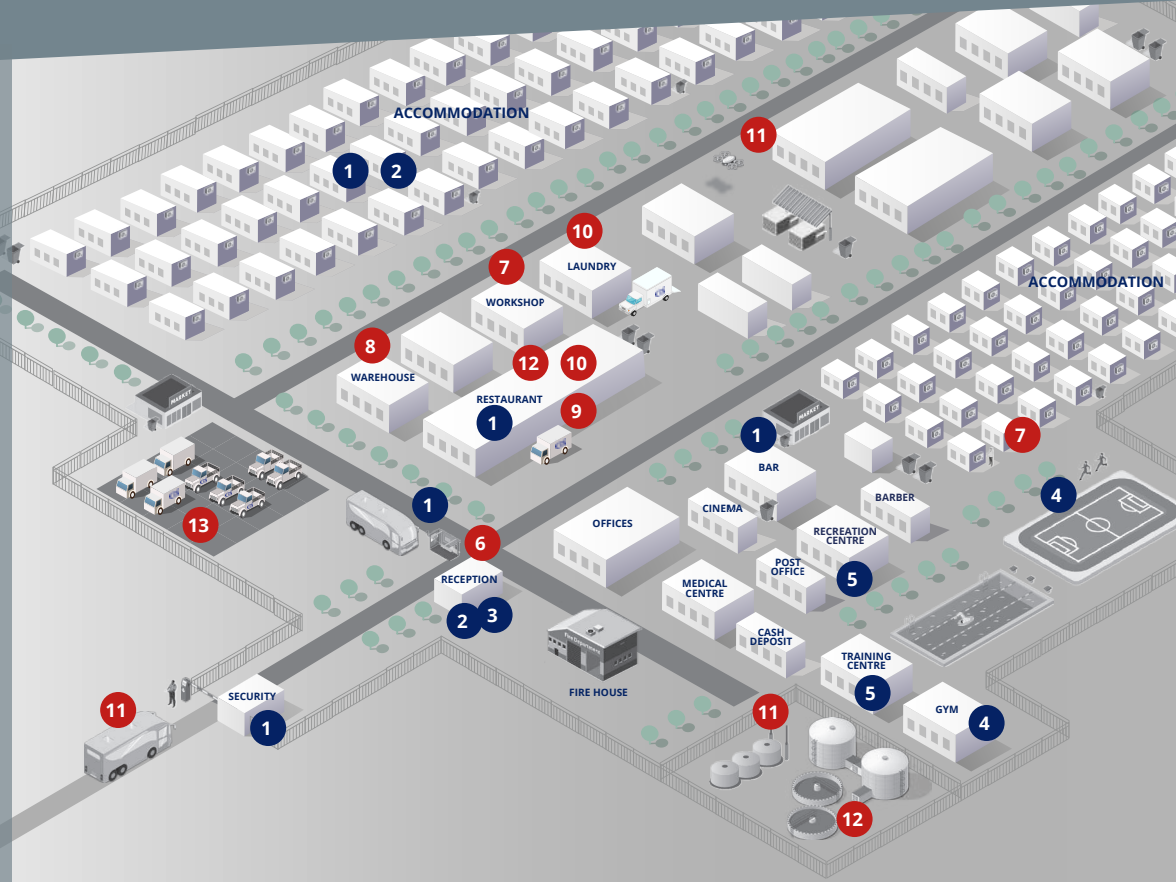 ACCOMMODATION
11
1
2
10
LAUNDRY
7
WORKSHOP
ACCOMMODATION
8
WAREHOUSE
12
10
RESTAURANT
1
9
MARKET
MARKET
7
1
BAR
BARBER
4
CINEMA
13
1
6
OFFICES
RECREATION
CENTRE
5
POST
OFFICE
RECEPTION
2
3
MEDICAL
CENTRE
CASH
DEPOSIT
Fire Department
FIRE HOUSE
TRAINING
CENTRE
5
GYM
4
SECURITY
1
11
11
12